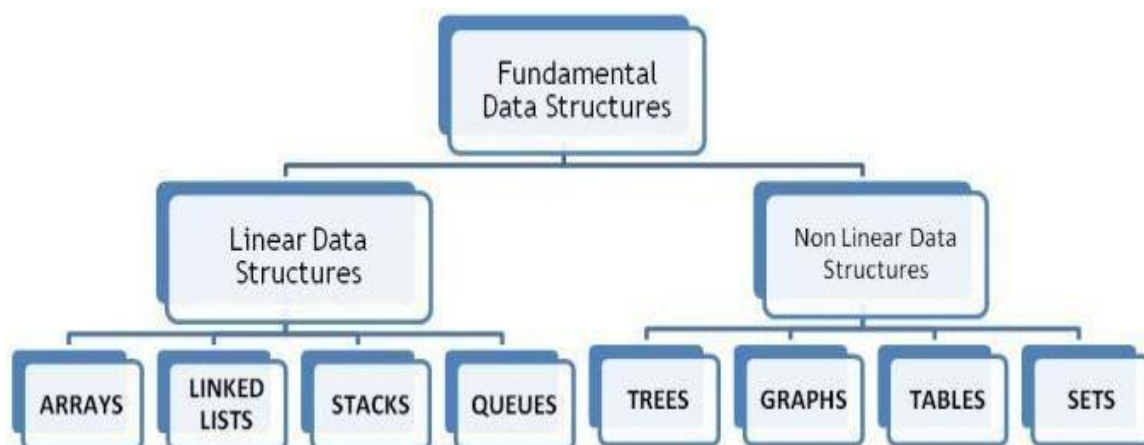 Fundamental
Data Structures
Linear Data
Structures
Non Linear Data
Structures
ARRAYS
LINKED
LISTS
STACKS
QUEUES
TREES
GRAPHS
TABLES
SETS